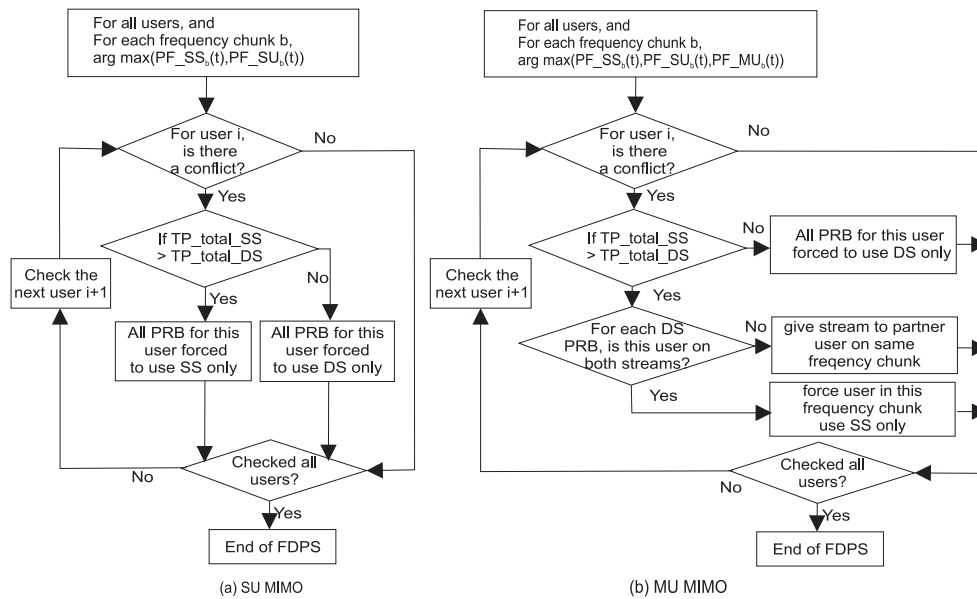 For all users, and
For each frequency chunk b,
arg max(PF_SS_b(t),PF_SU_b(t))
For user i,
is there
a conflict?
No
Yes
If TP_total_SS
> TP_total_DS
No
Yes
Check the
next user i+1
All PRB for this
user forced
to use SS only
All PRB for this
user forced
to use DS only
Checked all
users?
No
Yes
End of FDPS
(a) SU MIMO
For all users, and
For each frequency chunk b,
arg max(PF_SS_b(t),PF_SU_b(t),PF_MU_b(t))
For user i,
is there
a conflict?
No
Yes
If TP_total_SS
> TP_total_DS
No
All PRB for this user
forced to use DS only
Yes
Check the
next user i+1
For each DS
PRB, is this user on
both streams?
No
give stream to partner
user on same
freqency chunk
Yes
force user in this
frequency chunk
use SS only
Checked all
users?
No
Yes
End of FDPS
(b) MU MIMO